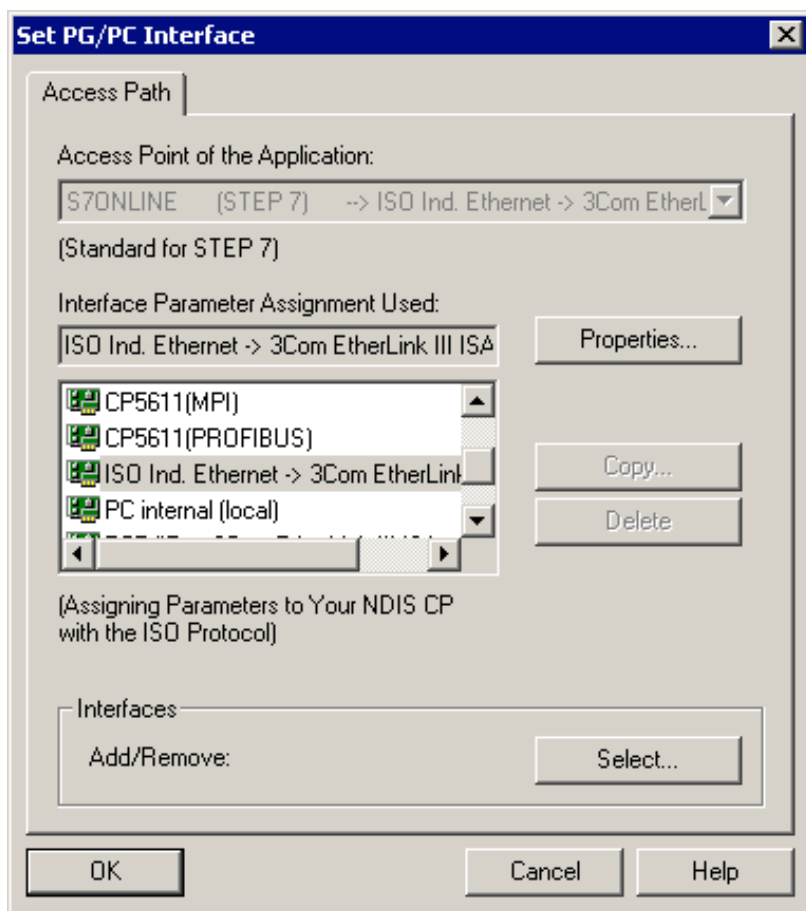 Set PG/PC Interface
Access Path
Access Point of the Application:
S7ONLINE (STEP 7) --> ISO Ind. Ethernet -> 3Com EtherL
(Standard for STEP 7)
Interface Parameter Assignment Used:
ISO Ind. Ethernet -> 3Com EtherLink III ISA
Properties...
CP5611(MPI)
CP5611(PROFIBUS)
ISO Ind. Ethernet -> 3Com EtherLink
PC internal (local)
Copy...
Delete
(Assigning Parameters to Your NDIS CP
with the ISO Protocol)
Interfaces
Add/Remove:
Select...
OK
Cancel
Help